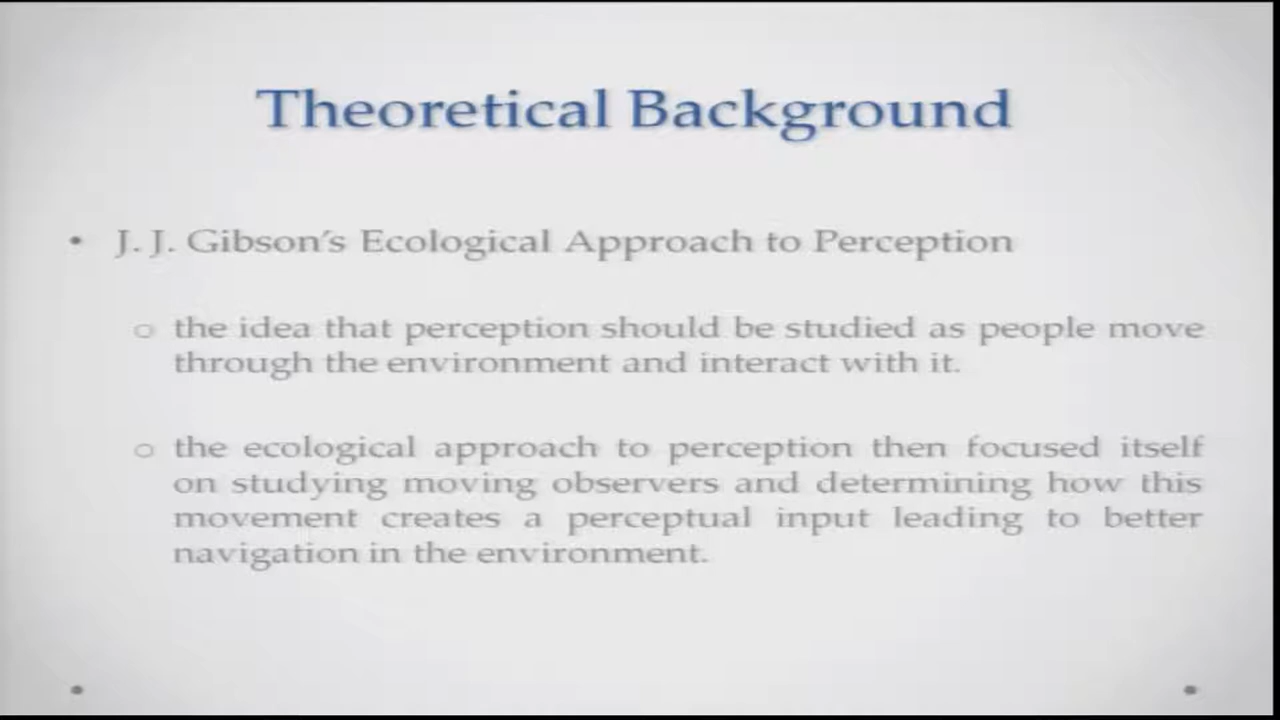 Theoretical Background
• J. J. Gibson's Ecological Approach to Perception
o the idea that perception should be studied as people move
through the environment and interact with it.
o the ecological approach to perception then focused itself
on studying moving observers and determining how this
movement creates a perceptual input leading to better
navigation in the environment.